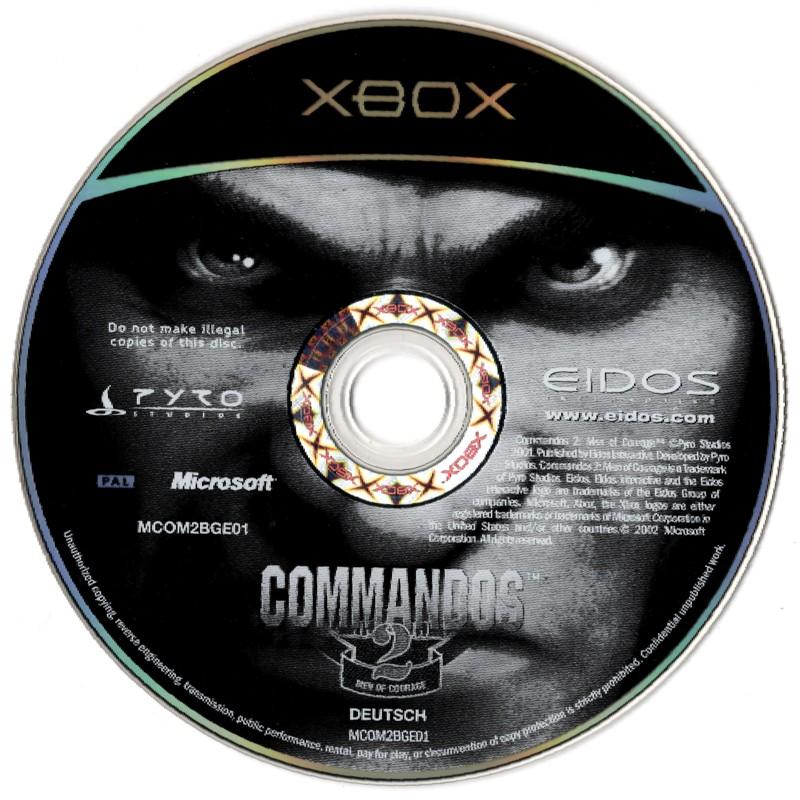 XBOX
Do not make illegal
copies of this disc.
PYRO
STUDIOS
EIDOS
www.eidos.com
Commandos 2: Men of Courage™ ©Pyro Studios
2001. Published by Eidos Interactive. Developed by Pyro
Studios. Commandos 2: Men of Courage is a trademark
of Pyro Studios. Eidos, Eidos Interactive and the Eidos
Interactive logo are trademarks of the Eidos Group of
companies. Microsoft, Xbox, the Xbox logos are either
registered trademarks or trademarks of Microsoft Corporation in
the United States and/or other countries.© 2002 Microsoft
Corporation. All rights reserved.
PAL
Microsoft
MCOM2BGE01
COMMANDOS™
2
MEN OF COURAGE
DEUTSCH
MCOM2BGE01
Unauthorized copying, reverse engineering, transmission, public performance, rental, pay for play, or circumvention of copy protection is strictly prohibited. Confidential unpublished work.